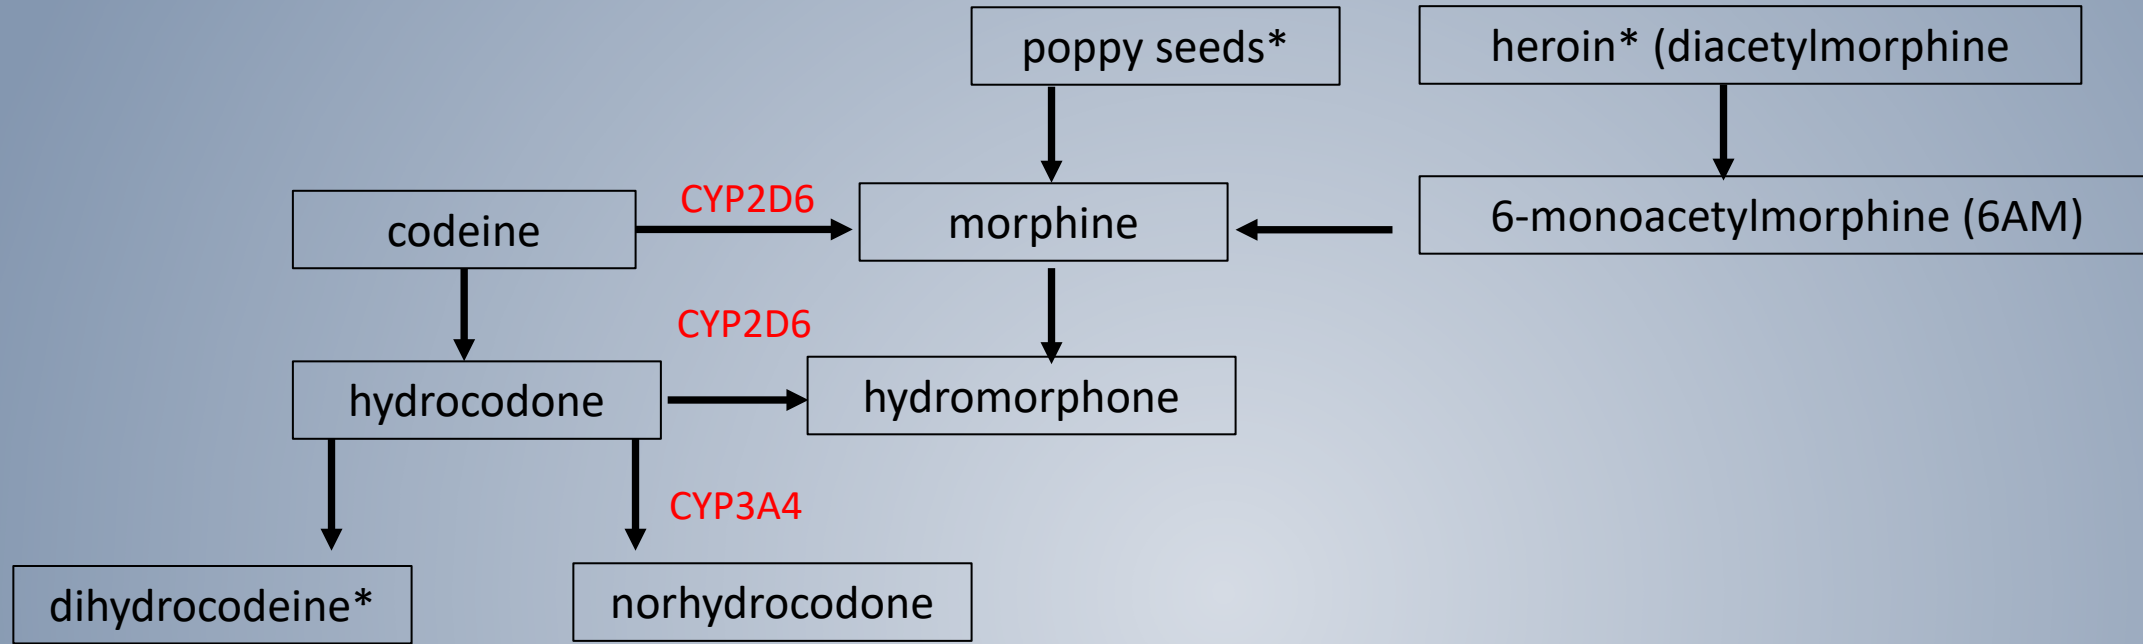 poppy seeds*
heroin* (diacetylmorphine
codeine
CYP2D6
morphine
6-monoacetylmorphine (6AM)
CYP2D6
hydrocodone
hydromorphone
CYP3A4
dihydrocodeine*
norhydrocodone